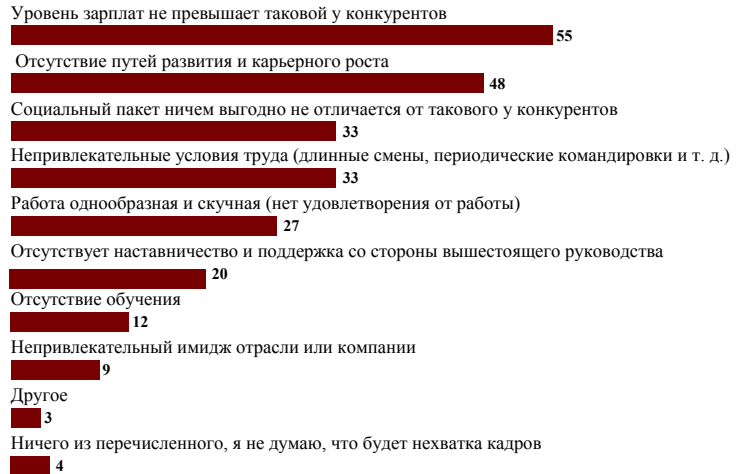 Уровень зарплат не превышает таковой у конкурентов
55
Отсутствие путей развития и карьерного роста
48
Социальный пакет ничем выгодно не отличается от такового у конкурентов
33
Непривлекательные условия труда (длинные смены, периодические командировки и т. д.)
33
Работа однообразная и скучная (нет удовлетворения от работы)
27
Отсутствует наставничество и поддержка со стороны вышестоящего руководства
20
Отсутствие обучения
12
Непривлекательный имидж отрасли или компании
9
Другое
3
Ничего из перечисленного, я не думаю, что будет нехватка кадров
4